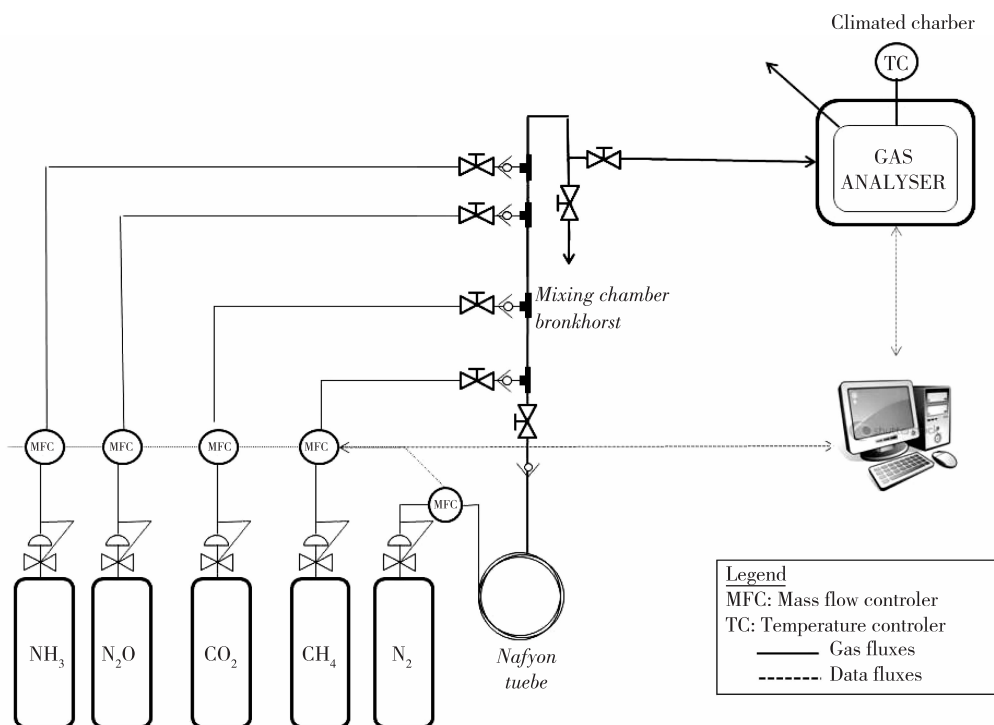 Climated charber
TC
GAS
ANALYSER
Mixing chamber
bronkhorst
MFC
MFC
MFC
MFC
MFC
NH₃
N₂O
CO₂
CH₄
N₂
Nafyon
tuebe
Legend
MFC: Mass flow controler
TC: Temperature controler
Gas fluxes
Data fluxes